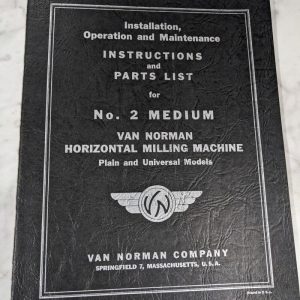 Installation,
Operation and Maintenance
INSTRUCTIONS
and
PARTS LIST
for
No. 2 MEDIUM
VAN NORMAN
HORIZONTAL MILLING MACHINE
Plain and Universal Models
VN
VAN NORMAN COMPANY
SPRINGFIELD 7, MASSACHUSETTS, U.S.A.